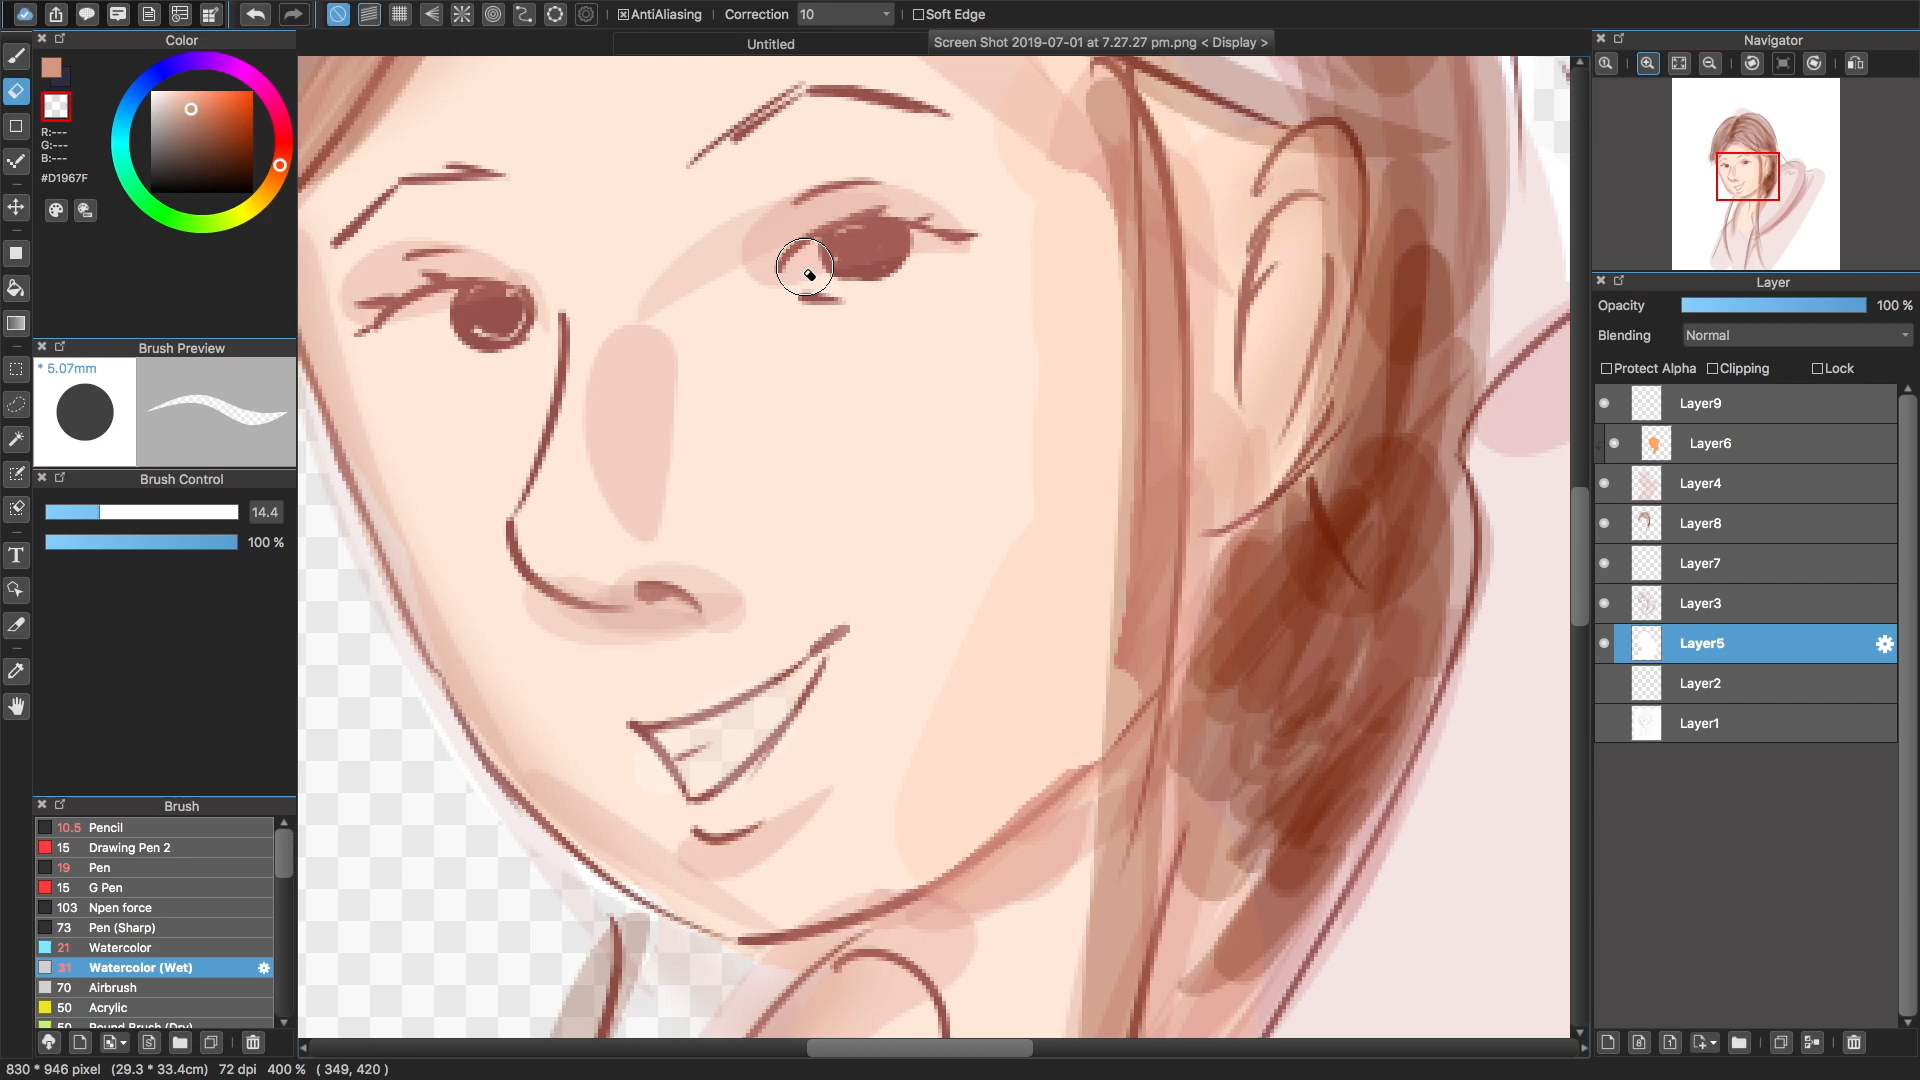 AntiAliasing Correction 10 Soft Edge
Color
Untitled
Screen Shot 2019-07-01 at 7.27.27 pm.png < Display >
Navigator
R:---
G:---
B:---
#D1967F
Brush Preview
* 5.07mm
Brush Control
14.4
100 %
Brush
10.5 Pencil
15 Drawing Pen 2
19 Pen
15 G Pen
103 Npen force
73 Pen (Sharp)
21 Watercolor
31 Watercolor (Wet)
70 Airbrush
50 Acrylic
50 Round Brush (Dry)
T
Layer
Opacity 100 %
Blending Normal
Protect Alpha Clipping Lock
Layer9
Layer6
Layer4
Layer8
Layer7
Layer3
Layer5
Layer2
Layer1
830 * 946 pixel (29.3 * 33.4cm) 72 dpi 400 % ( 349, 420 )